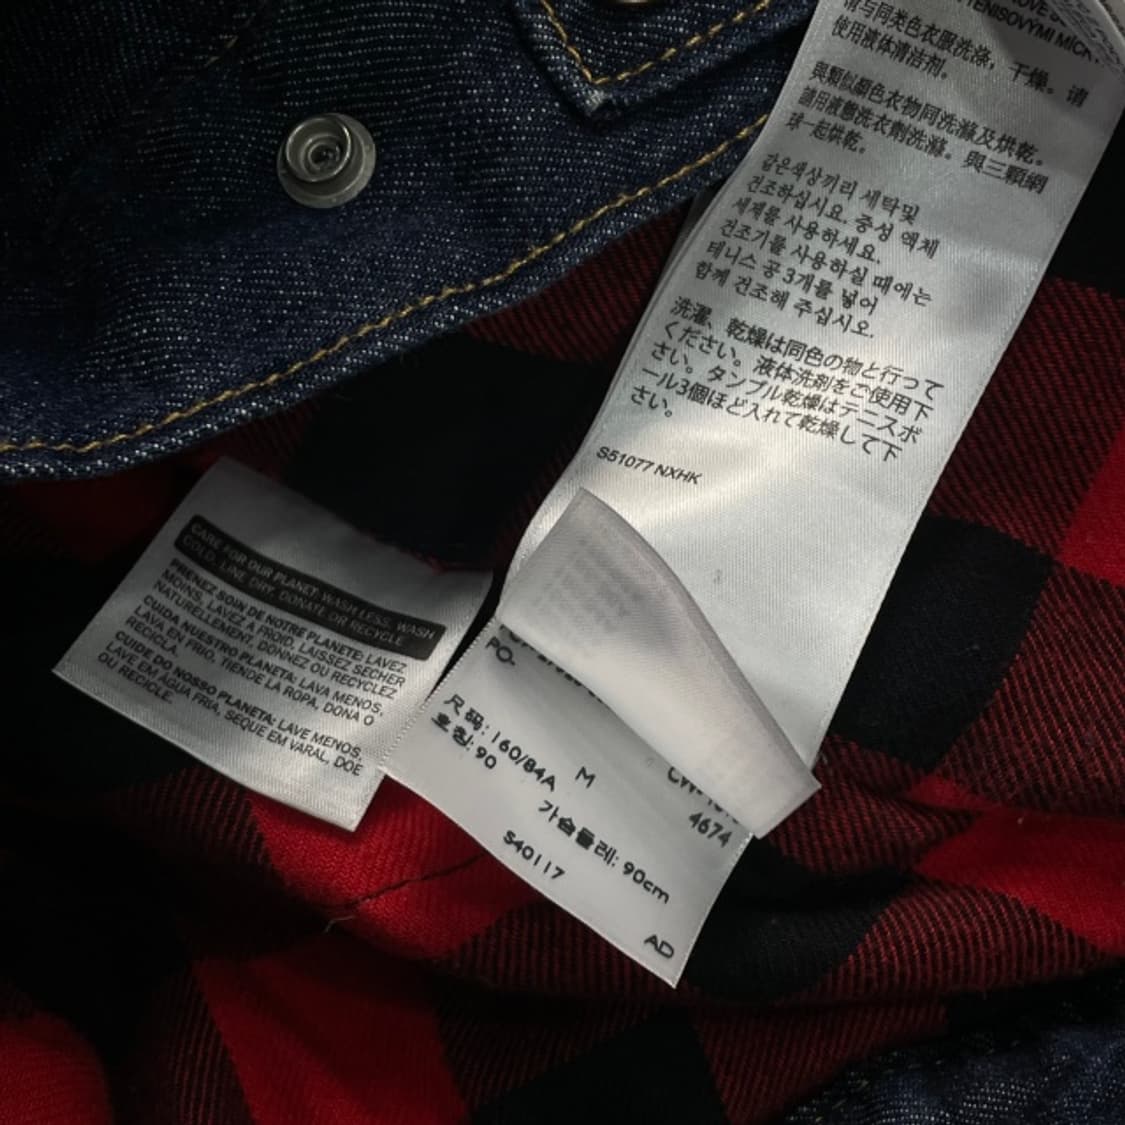 请与同类色衣服洗涤，干燥。请
使用液体清洁剂。
與類似顏色衣物同洗滌及烘乾。
請用液態洗衣劑洗滌。與三顆網
球一起烘乾。
같은색상끼리 세탁및
건조하십시요. 중성 액체
세제를 사용하세요.
건조기를 사용하실 때에는
테니스 공 3개를 넣어
함께 건조해 주십시오.
洗濯、乾燥は同色の物と行って
ください。液体洗剤をご使用下
さい。タンブル乾燥はテニスボ
ール3個ほど入れて乾燥して下
さい。
S51077 NXHK
CARE FOR OUR PLANET: WASH LESS, WASH
COLD, LINE DRY, DONATE OR RECYCLE
PRENEZ SOIN DE NOTRE PLANETE: LAVEZ
MOINS, LAVEZ À FROID, LAISSEZ SECHER
NATURELLEMENT, DONNEZ OU RECYCLEZ
CUIDA NUESTRO PLANETA: LAVA MENOS,
LAVA EN FRIO, TIENDE LA ROPA, DONA O
RECICLA.
CUIDE DO NOSSO PLANETA: LAVE MENOS,
LAVE EM ÁGUA FRIA, SEQUE EM VARAL, DOE
OU RECICLE.
PO-
尺码: 160/84A M
호칭: 90
4674
가슴둘레: 90cm
S40117
AD